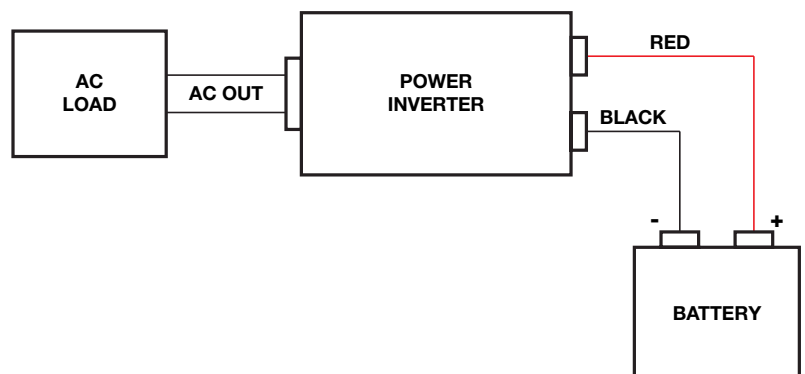 AC
LOAD
AC OUT
POWER
INVERTER
RED
BLACK
-
+
BATTERY